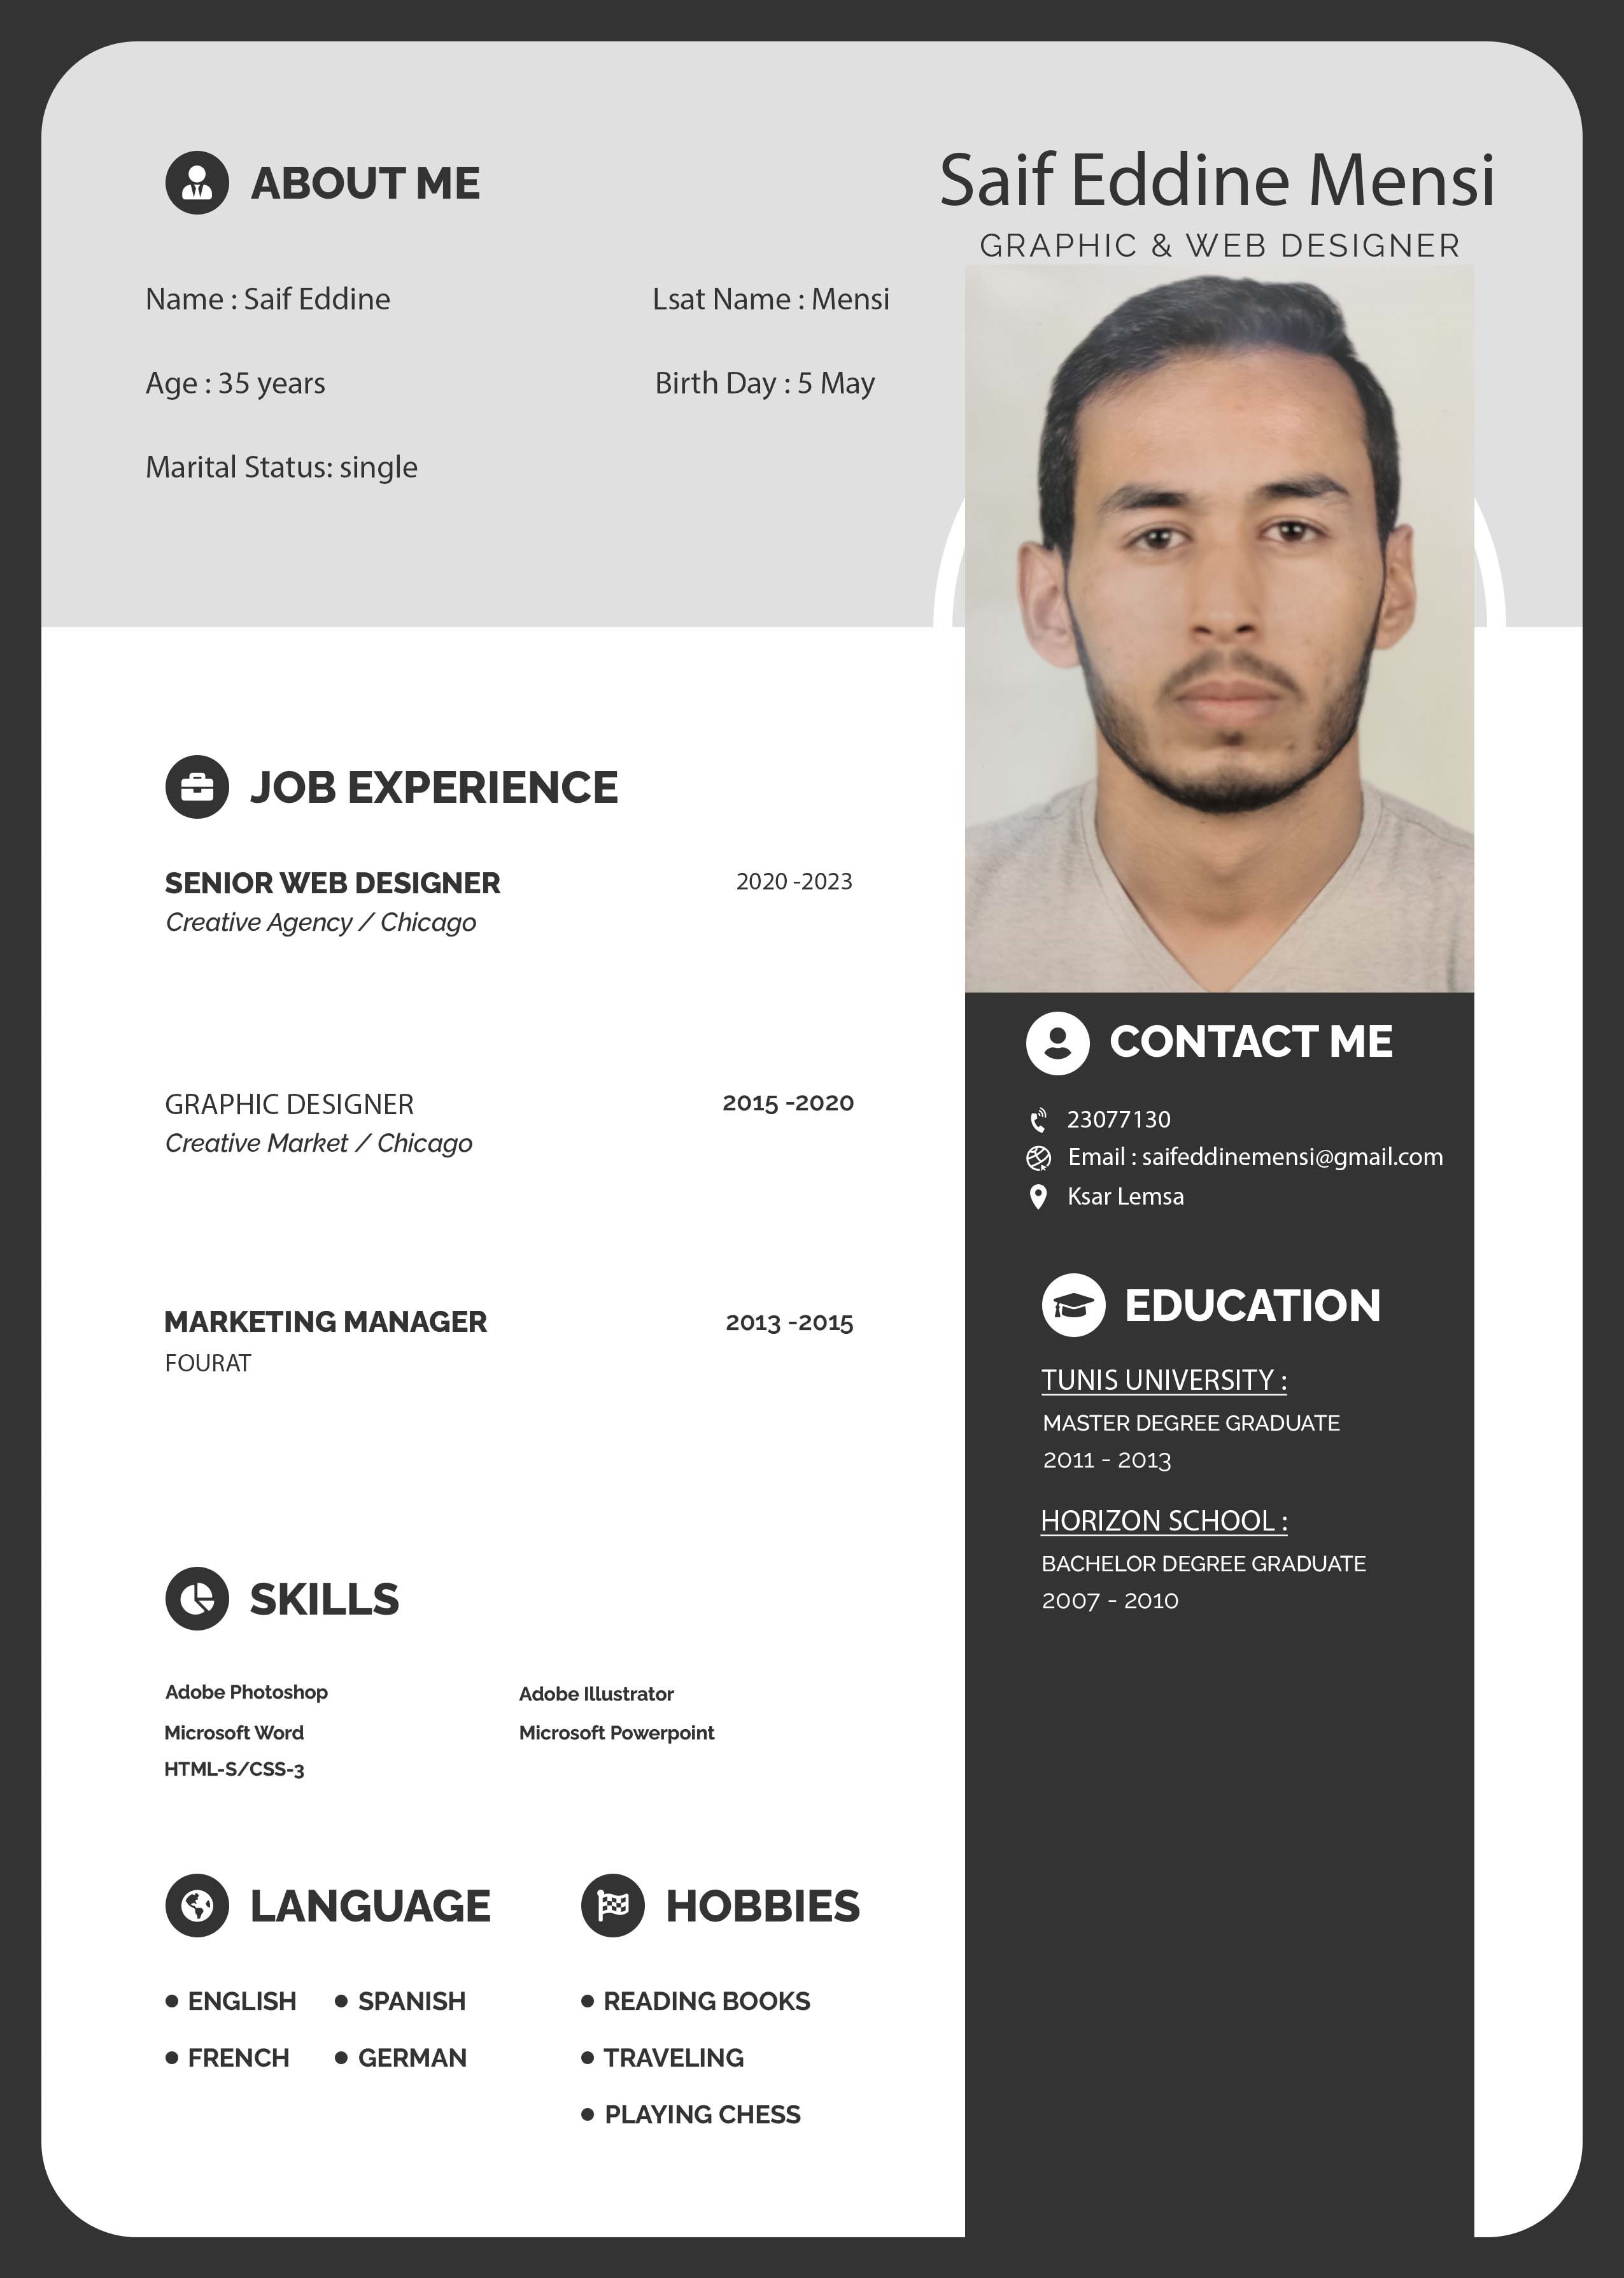 ABOUT ME
Name : Saif Eddine
Lsat Name : Mensi
Age : 35 years
Birth Day : 5 May
Marital Status: single
Saif Eddine Mensi
GRAPHIC & WEB DESIGNER
JOB EXPERIENCE
SENIOR WEB DESIGNER
2020 -2023
Creative Agency / Chicago
GRAPHIC DESIGNER
2015 -2020
Creative Market / Chicago
MARKETING MANAGER
2013 -2015
FOURAT
SKILLS
Adobe Photoshop
Adobe Illustrator
Microsoft Word
Microsoft Powerpoint
HTML-S/CSS-3
LANGUAGE
ENGLISH
SPANISH
FRENCH
GERMAN
HOBBIES
READING BOOKS
TRAVELING
PLAYING CHESS
CONTACT ME
23077130
Email : saifeddinemensi@gmail.com
Ksar Lemsa
EDUCATION
TUNIS UNIVERSITY :
MASTER DEGREE GRADUATE
2011 - 2013
HORIZON SCHOOL :
BACHELOR DEGREE GRADUATE
2007 - 2010